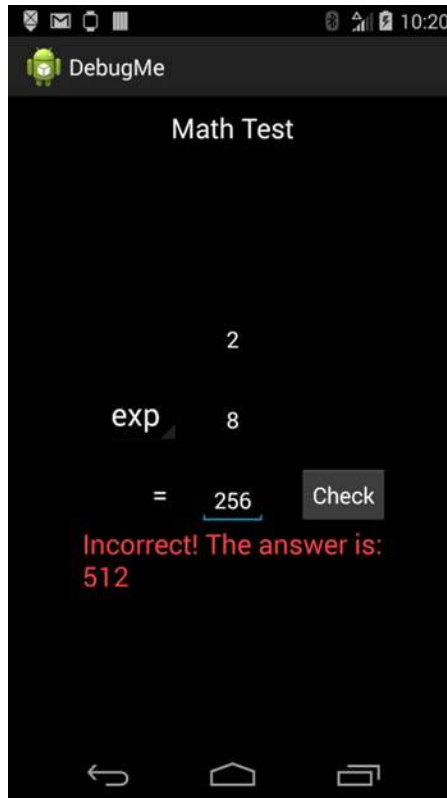 10:20
DebugMe
Math Test
2
exp 8
= 256 Check
Incorrect! The answer is:
512